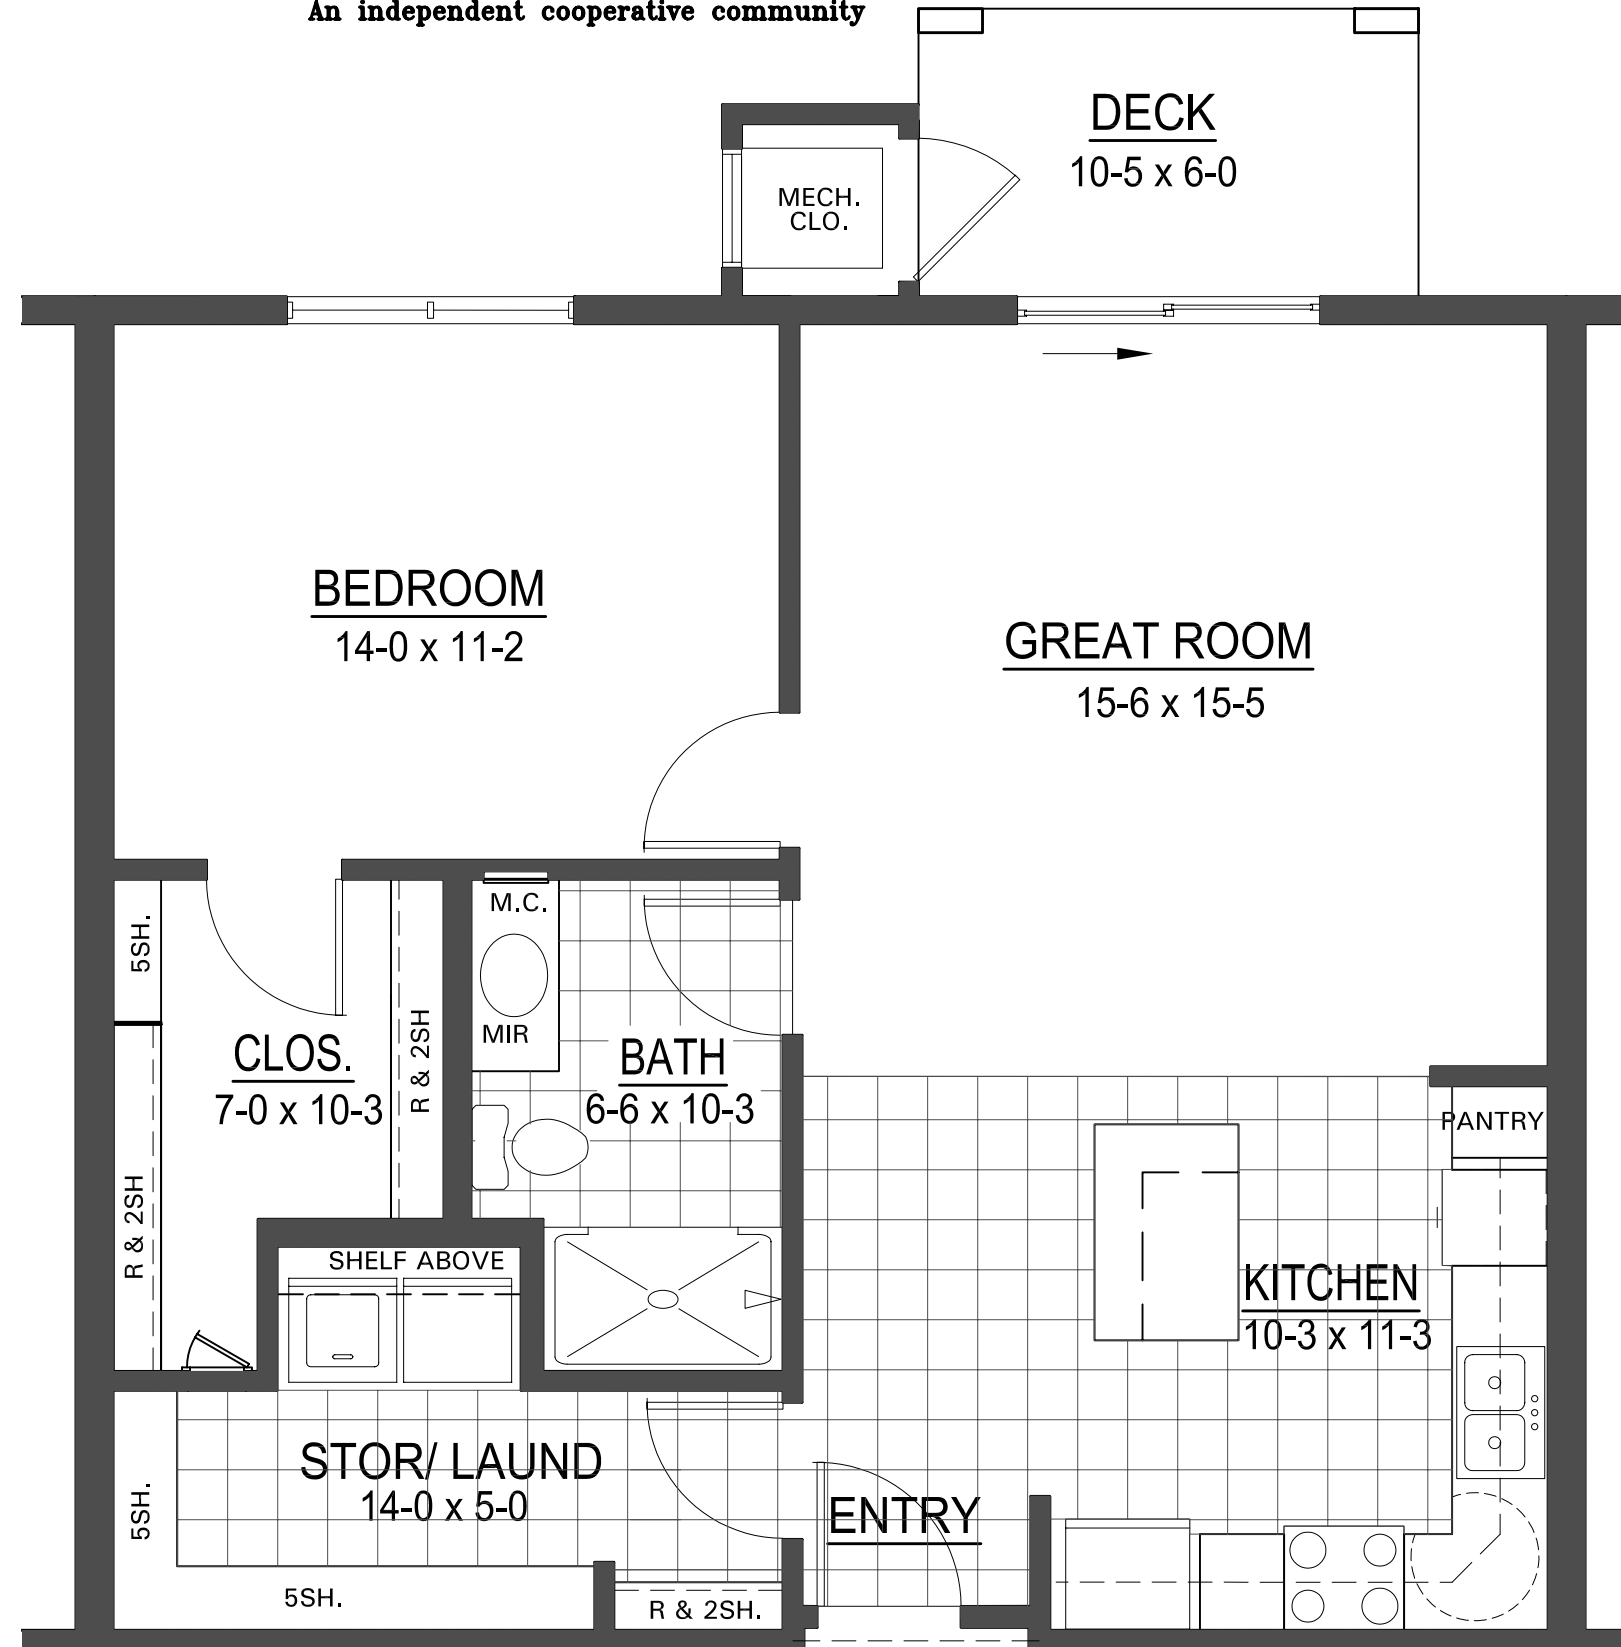 An independent cooperative community
DECK
10-5 x 6-0
MECH.
CLO.
BEDROOM
14-0 x 11-2
GREAT ROOM
15-6 x 15-5
5SH.
M.C.
MIR
R & 2SH
CLOS.
7-0 x 10-3
BATH
6-6 x 10-3
PANTRY
R & 2SH
SHELF ABOVE
KITCHEN
10-3 x 11-3
STOR/ LAUND
14-0 x 5-0
5SH.
ENTRY
5SH.
R & 2SH.